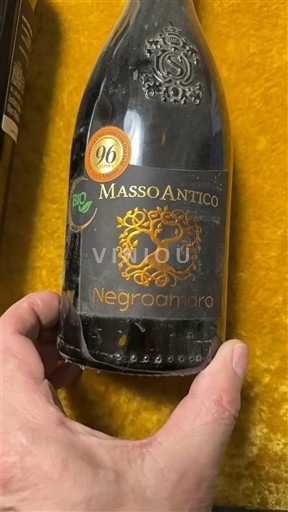 S
96
BIO
MASSO ANTICO
VINIOU
Negroamaro